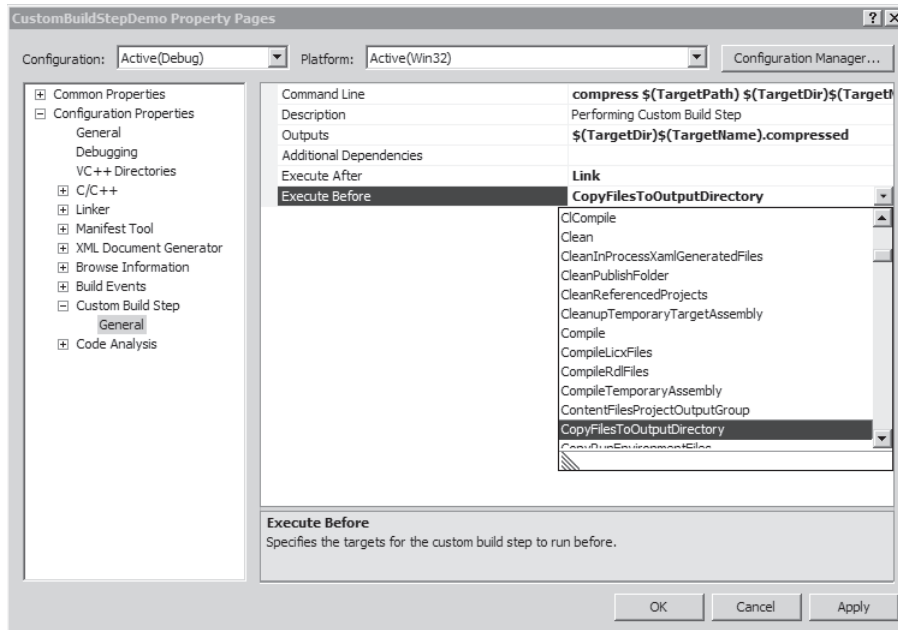 CustomBuildStepDemo Property Pages
Configuration: Active(Debug) Platform: Active(Win32) Configuration Manager...
Common Properties
Configuration Properties
General
Debugging
VC++ Directories
C/C++
Linker
Manifest Tool
XML Document Generator
Browse Information
Build Events
Custom Build Step
General
Code Analysis
Command Line compress $(TargetPath) $(TargetDir)$(TargetN
Description Performing Custom Build Step
Outputs $(TargetDir)$(TargetName).compressed
Additional Dependencies
Execute After Link
Execute Before CopyFilesToOutputDirectory
ClCompile
Clean
CleanInProcessXamlGeneratedFiles
CleanPublishFolder
CleanReferencedProjects
CleanupTemporaryTargetAssembly
Compile
CompileLicxFiles
CompileRdlFiles
CompileTemporaryAssembly
ContentFilesProjectOutputGroup
CopyFilesToOutputDirectory
CopyRunEnvironmentFiles
Execute Before
Specifies the targets for the custom build step to run before.
OK Cancel Apply